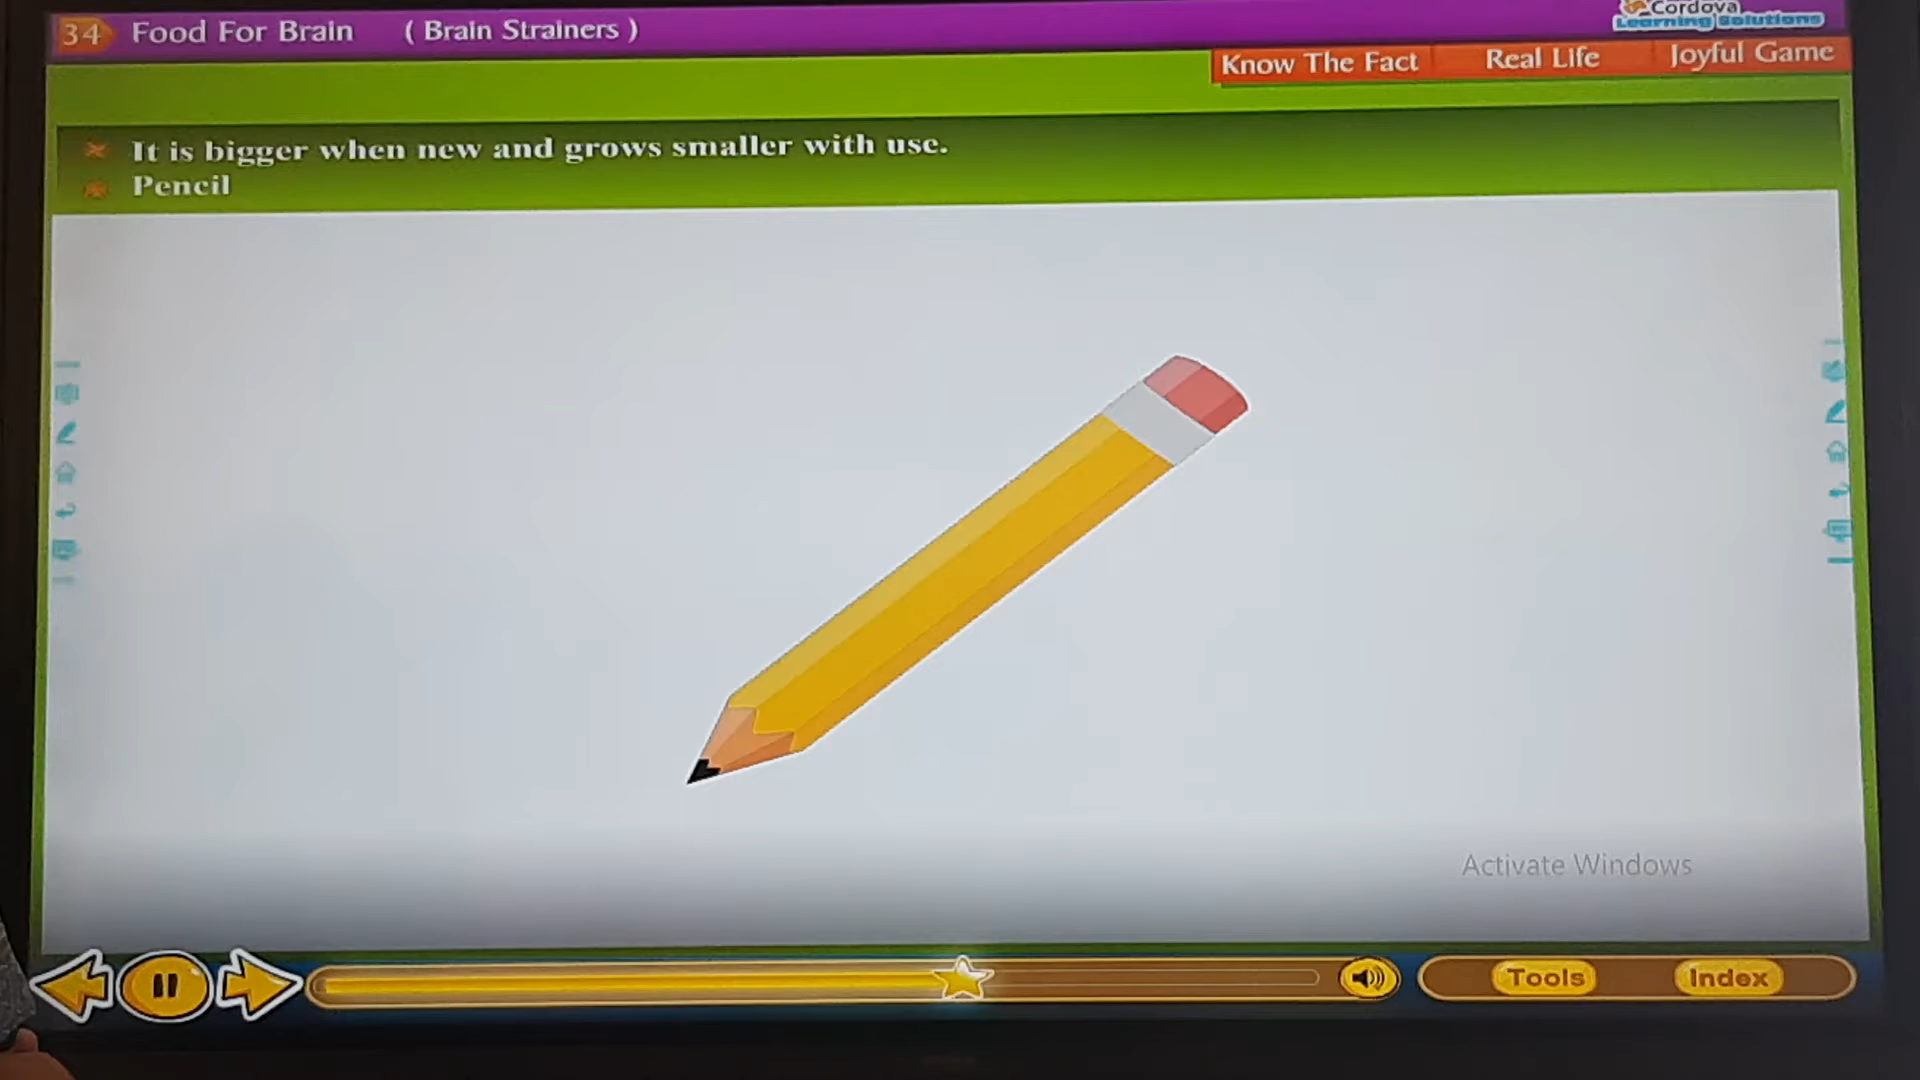 34 Food For Brain ( Brain Strainers )
Cordova
Learning Solutions
Know The Fact Real Life Joyful Game
It is bigger when new and grows smaller with use.
Pencil
Activate Windows
Tools Index